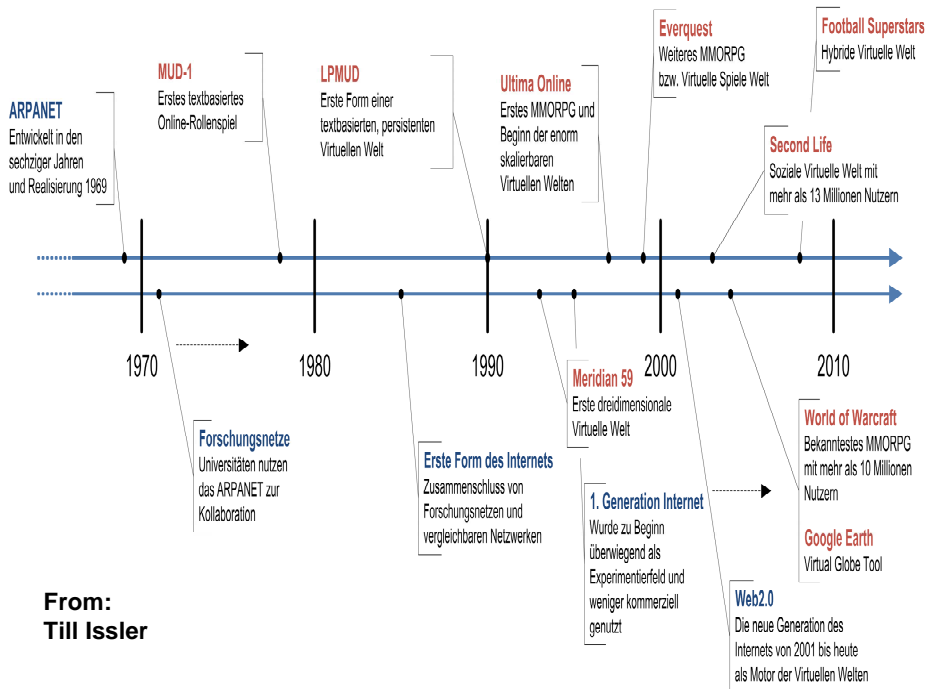 ARPANET
Entwickelt in den
sechziger Jahren
und Realisierung 1969
MUD-1
Erstes textbasiertes
Online-Rollenspiel
LPMUD
Erste Form einer
textbasierten, persistenten
Virtuellen Welt
Ultima Online
Erstes MMORPG und
Beginn der enorm
skalierbaren
Virtuellen Welten
Everquest
Weiteres MMORPG
bzw. Virtuelle Spiele Welt
Second Life
Soziale Virtuelle Welt mit
mehr als 13 Millionen Nutzern
Football Superstars
Hybride Virtuelle Welt
1970
1980
1990
2000
2010
Forschungsnetze
Universitäten nutzen
das ARPANET zur
Kollaboration
Erste Form des Internets
Zusammenschluss von
Forschungsnetzen und
vergleichbaren Netzwerken
Meridian 59
Erste dreidimensionale
Virtuelle Welt
1. Generation Internet
Wurde zu Beginn
überwiegend als
Experimentierfeld und
weniger kommerziell
genutzt
Web2.0
Die neue Generation des
Internets von 2001 bis heute
als Motor der Virtuellen Welten
World of Warcraft
Bekanntestes MMORPG
mit mehr als 10 Millionen
Nutzern
Google Earth
Virtual Globe Tool
From:
Till Issler